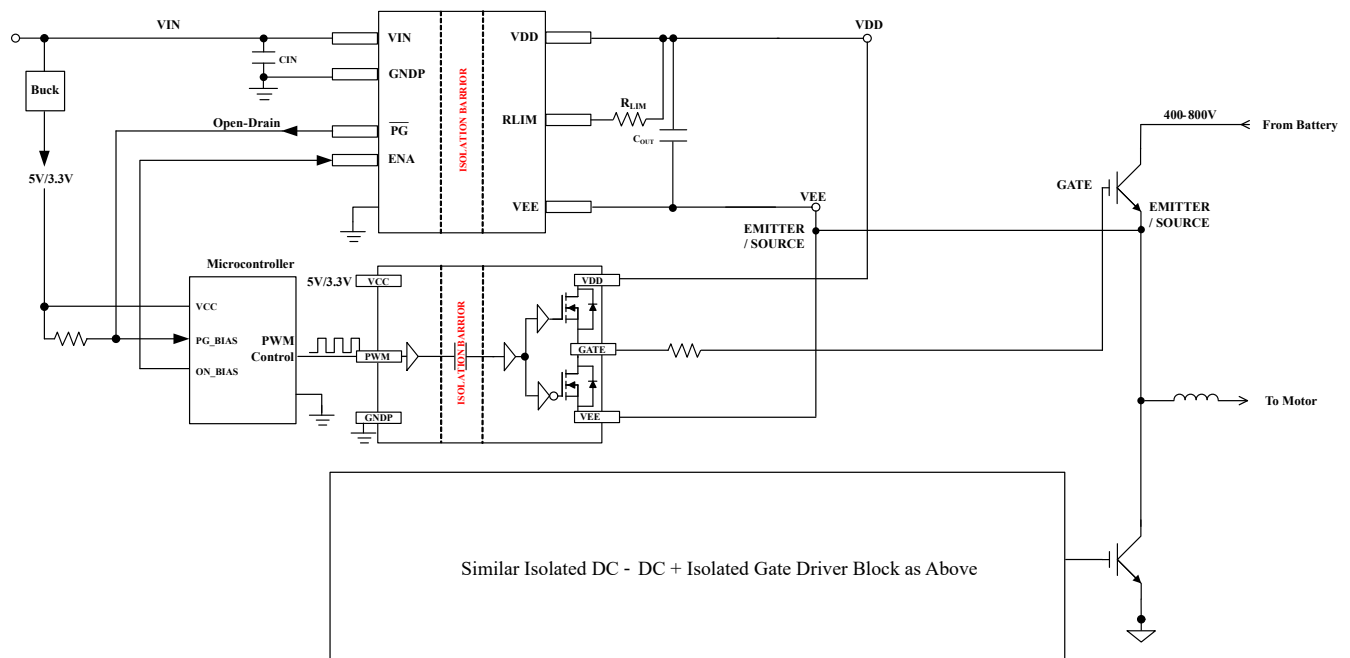 VIN
VDD
VIN
VDD
CIN
GNDP
Buck
ISOLATION BARRIOR
RLIM
RLIM
COUT
400-800V
From Battery
Open-Drain
PG
ENA
5V/3.3V
GATE
VEE
VEE
EMITTER
/ SOURCE
EMITTER
/ SOURCE
Microcontroller
5V/3.3V
VCC
VDD
ISOLATION BARRIOR
VCC
PG_BIAS
PWM
Control
ON_BIAS
PWM
GATE
GNDP
VEE
To Motor
Similar Isolated DC - DC + Isolated Gate Driver Block as Above